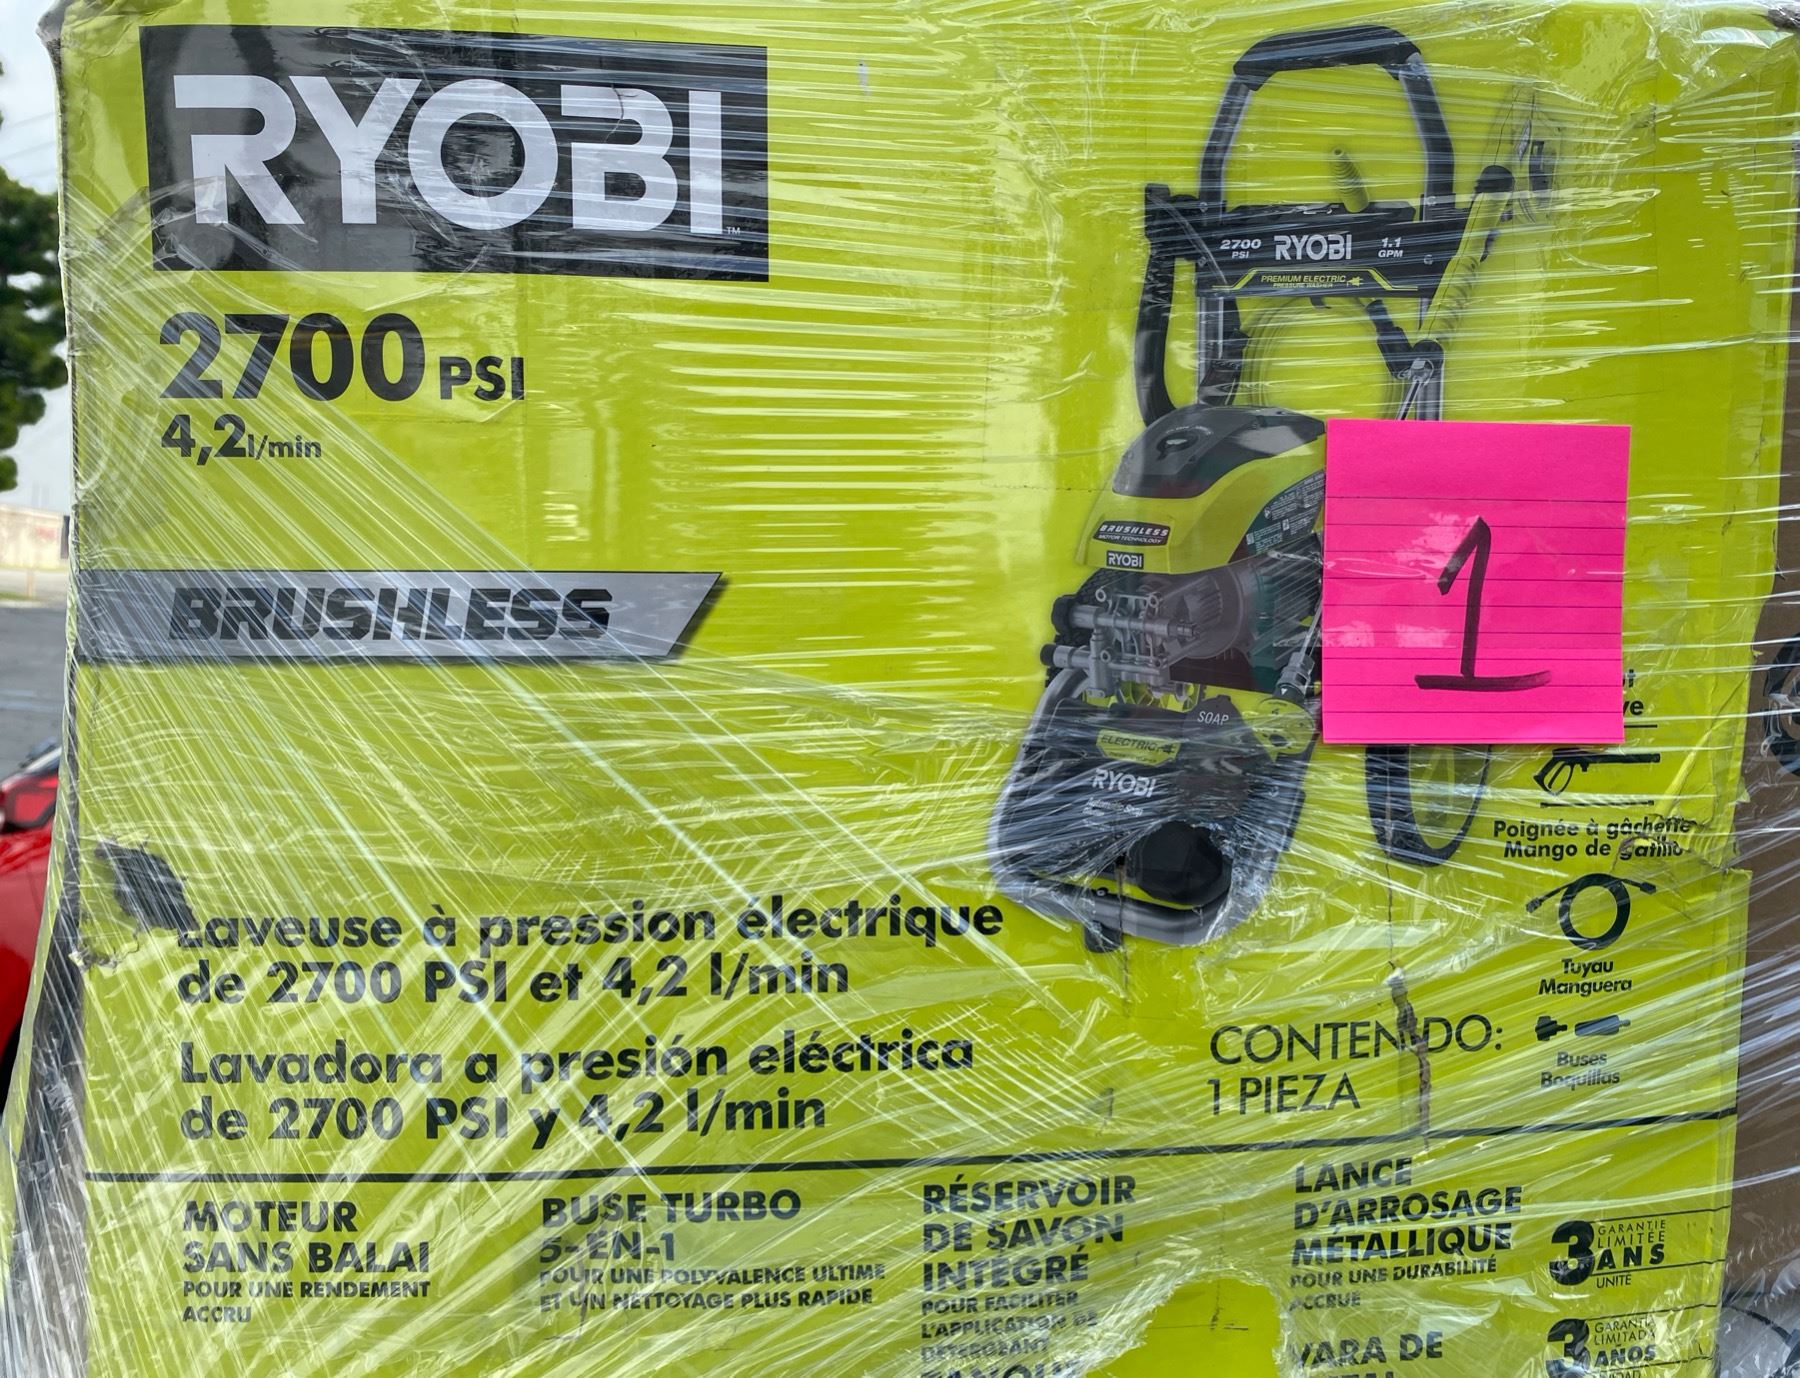 RYOBI™
2700 PSI
4,2 l/min
BRUSHLESS
2700 PSI RYOBI 1.1 GPM
PREMIUM ELECTRIC
PRESSURE WASHER
BRUSHLESS
MOTOR TECHNOLOGY
RYOBI
SOAP
ELECTRIC
RYOBI
1
Poignée à gâchette
Mango de gatillo
Tuyau
Manguera
Buses
Boquillas
Laveuse à pression électrique
de 2700 PSI et 4,2 l/min
Lavadora a presión eléctrica
de 2700 PSI y 4,2 l/min
CONTENIDO:
1 PIEZA
MOTEUR
SANS BALAI
POUR UNE RENDEMENT
ACCRU
BUSE TURBO
5-EN-1
POUR UNE POLYVALENCE ULTIME
ET UN NETTOYAGE PLUS RAPIDE
RÉSERVOIR
DE SAVON
INTÉGRÉ
POUR FACILITER
L'APPLICATION DE
DÉTERGEANT
LANCE
D'ARROSAGE
MÉTALLIQUE
POUR UNE DURABILITÉ
ACCRUE
VARA DE
3 GARANTIE
LIMITÉE
ANS
UNITÉ
3 GARANTÍA
LIMITADA
AÑOS